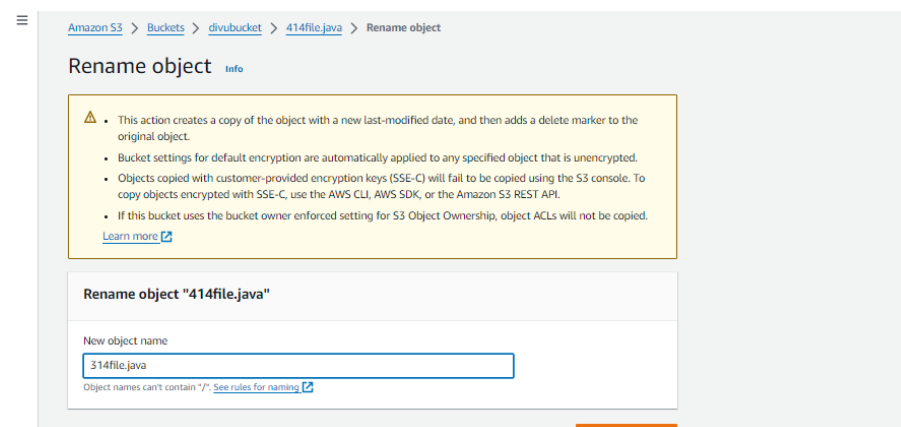 Amazon S3 > Buckets > divubucket > 414file.java > Rename object
Rename object Info
• This action creates a copy of the object with a new last-modified date, and then adds a delete marker to the
original object.
• Bucket settings for default encryption are automatically applied to any specified object that is unencrypted.
• Objects copied with customer-provided encryption keys (SSE-C) will fail to be copied using the S3 console. To
copy objects encrypted with SSE-C, use the AWS CLI, AWS SDK, or the Amazon S3 REST API.
• If this bucket uses the bucket owner enforced setting for S3 Object Ownership, object ACLs will not be copied.
Learn more
Rename object "414file.java"
New object name
314file.java
Object names can't contain "/". See rules for naming